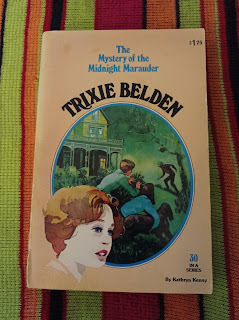 The
Mystery of the
Midnight Marauder
$1.25
TRIXIE BELDEN
30
IN A
SERIES
By Kathryn Kenny